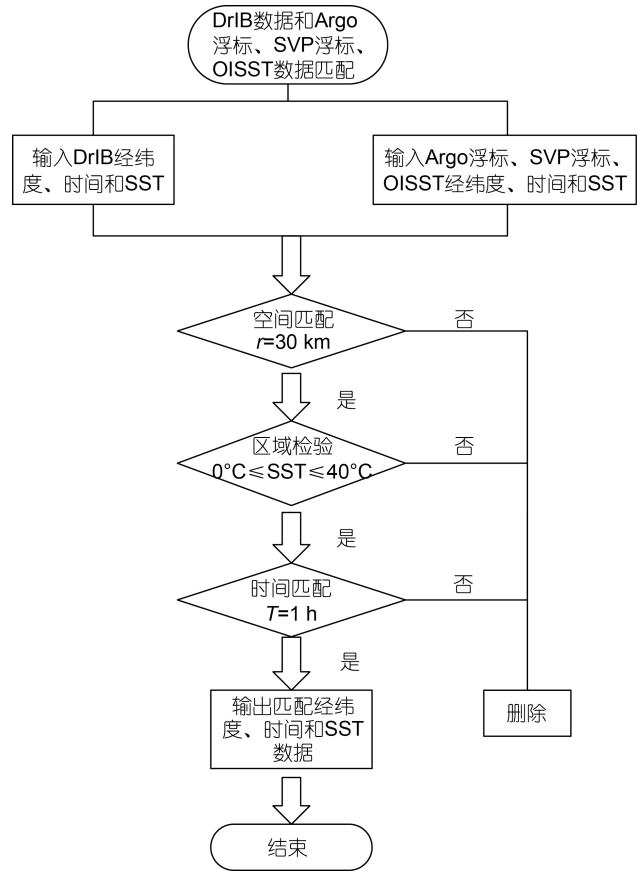 DrIB数据和Argo
浮标、SVP浮标、
OISST数据匹配
输入DrIB经纬
度、时间和SST
输入Argo浮标、SVP浮标、
OISST经纬度、时间和SST
空间匹配
r=30 km
否
是
区域检验
0°C≤SST≤40°C
否
是
时间匹配
T=1 h
否
是
输出匹配经纬
度、时间和SST
数据
删除
结束